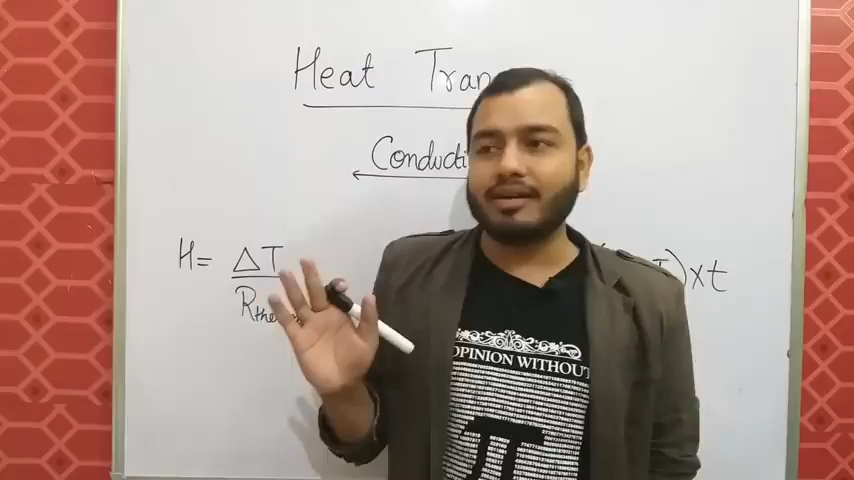 Heat Tran
Conducti
H= ΔT
Rthe
)xt
OPINION WITHOUT